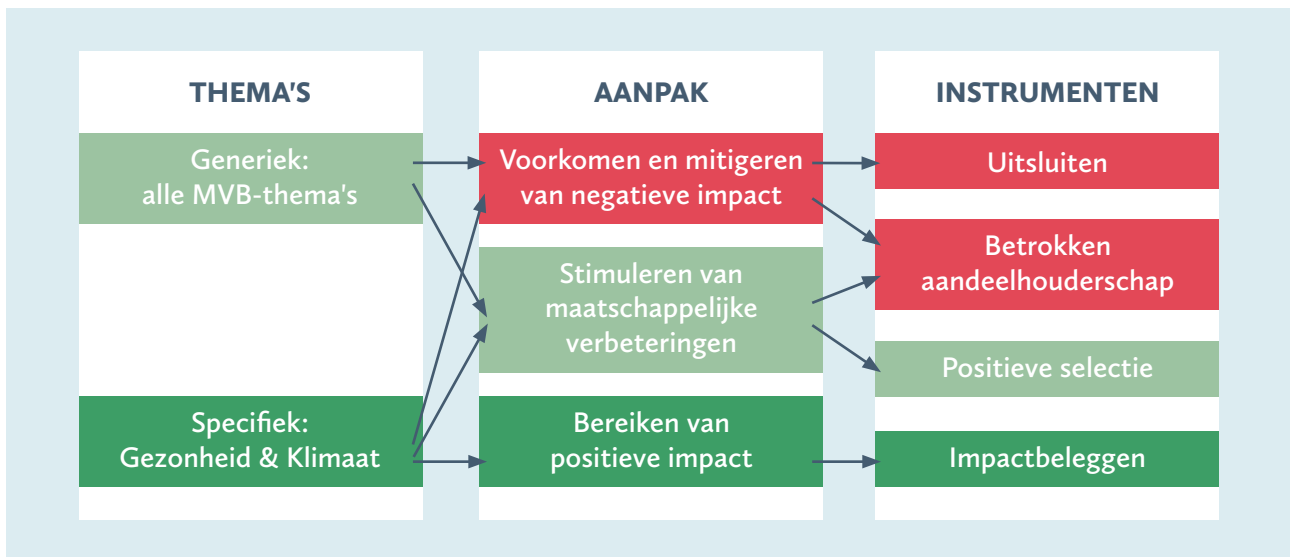 THEMA'S
Generiek:
alle MVB-thema's
Specifiek:
Gezonheid & Klimaat
AANPAK
Voorkomen en mitigeren
van negatieve impact
Stimuleren van
maatschappelijke
verbeteringen
Bereiken van
positieve impact
INSTRUMENTEN
Uitsluiten
Betrokken
aandeelhouderschap
Positieve selectie
Impactbeleggen